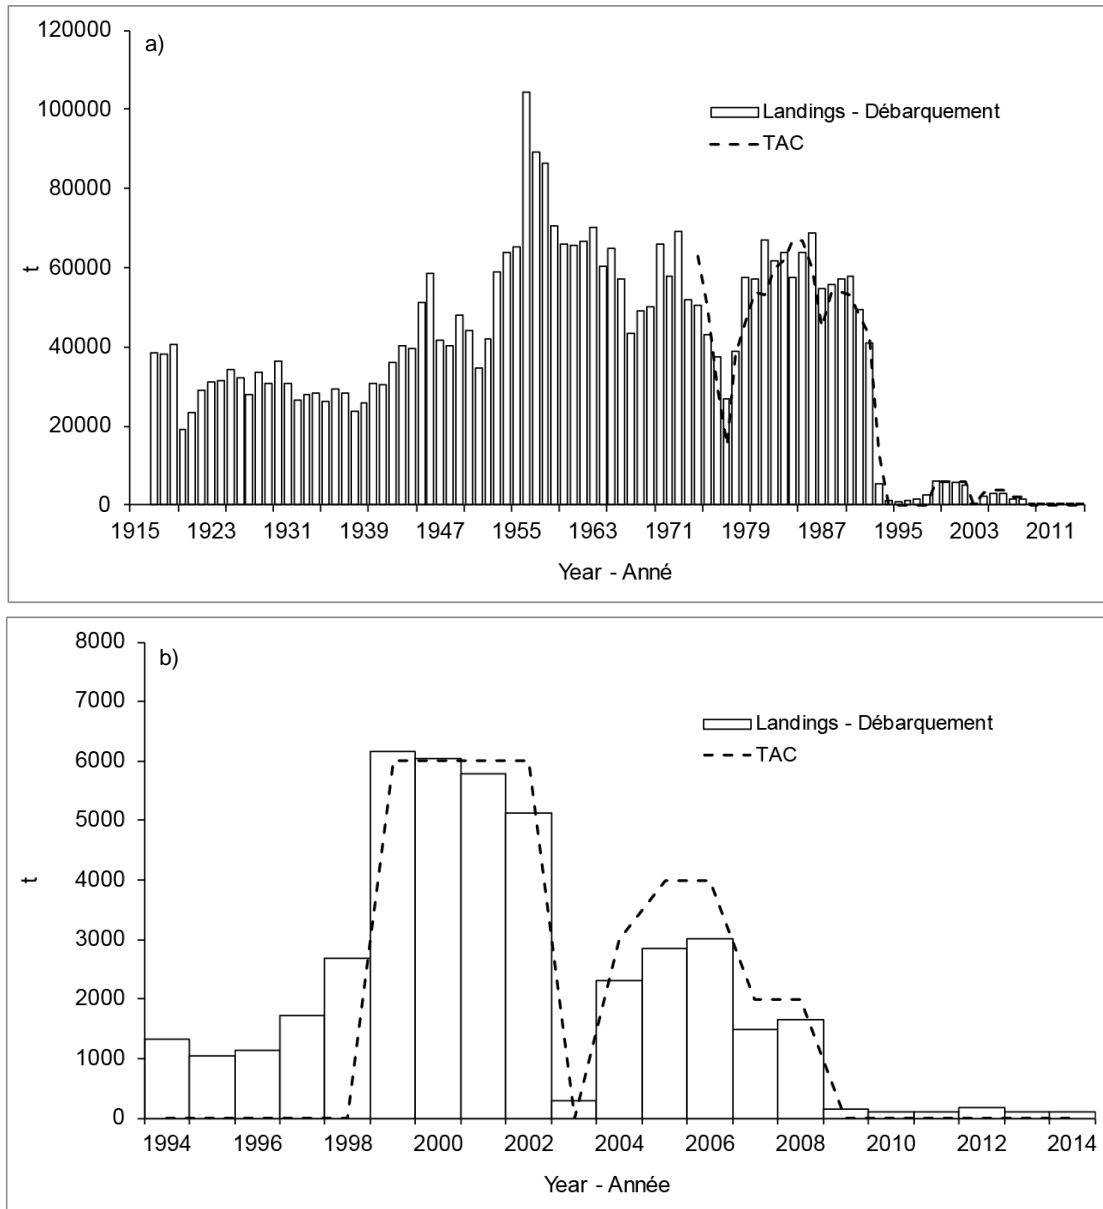 a)
120000
100000
80000
60000
40000
20000
0
t
Landings - Débarquement
TAC
1915 1923 1931 1939 1947 1955 1963 1971 1979 1987 1995 2003 2011
Year - Anné
b)
8000
7000
6000
5000
4000
3000
2000
1000
0
t
Landings - Débarquement
TAC
1994 1996 1998 2000 2002 2004 2006 2008 2010 2012 2014
Year - Année